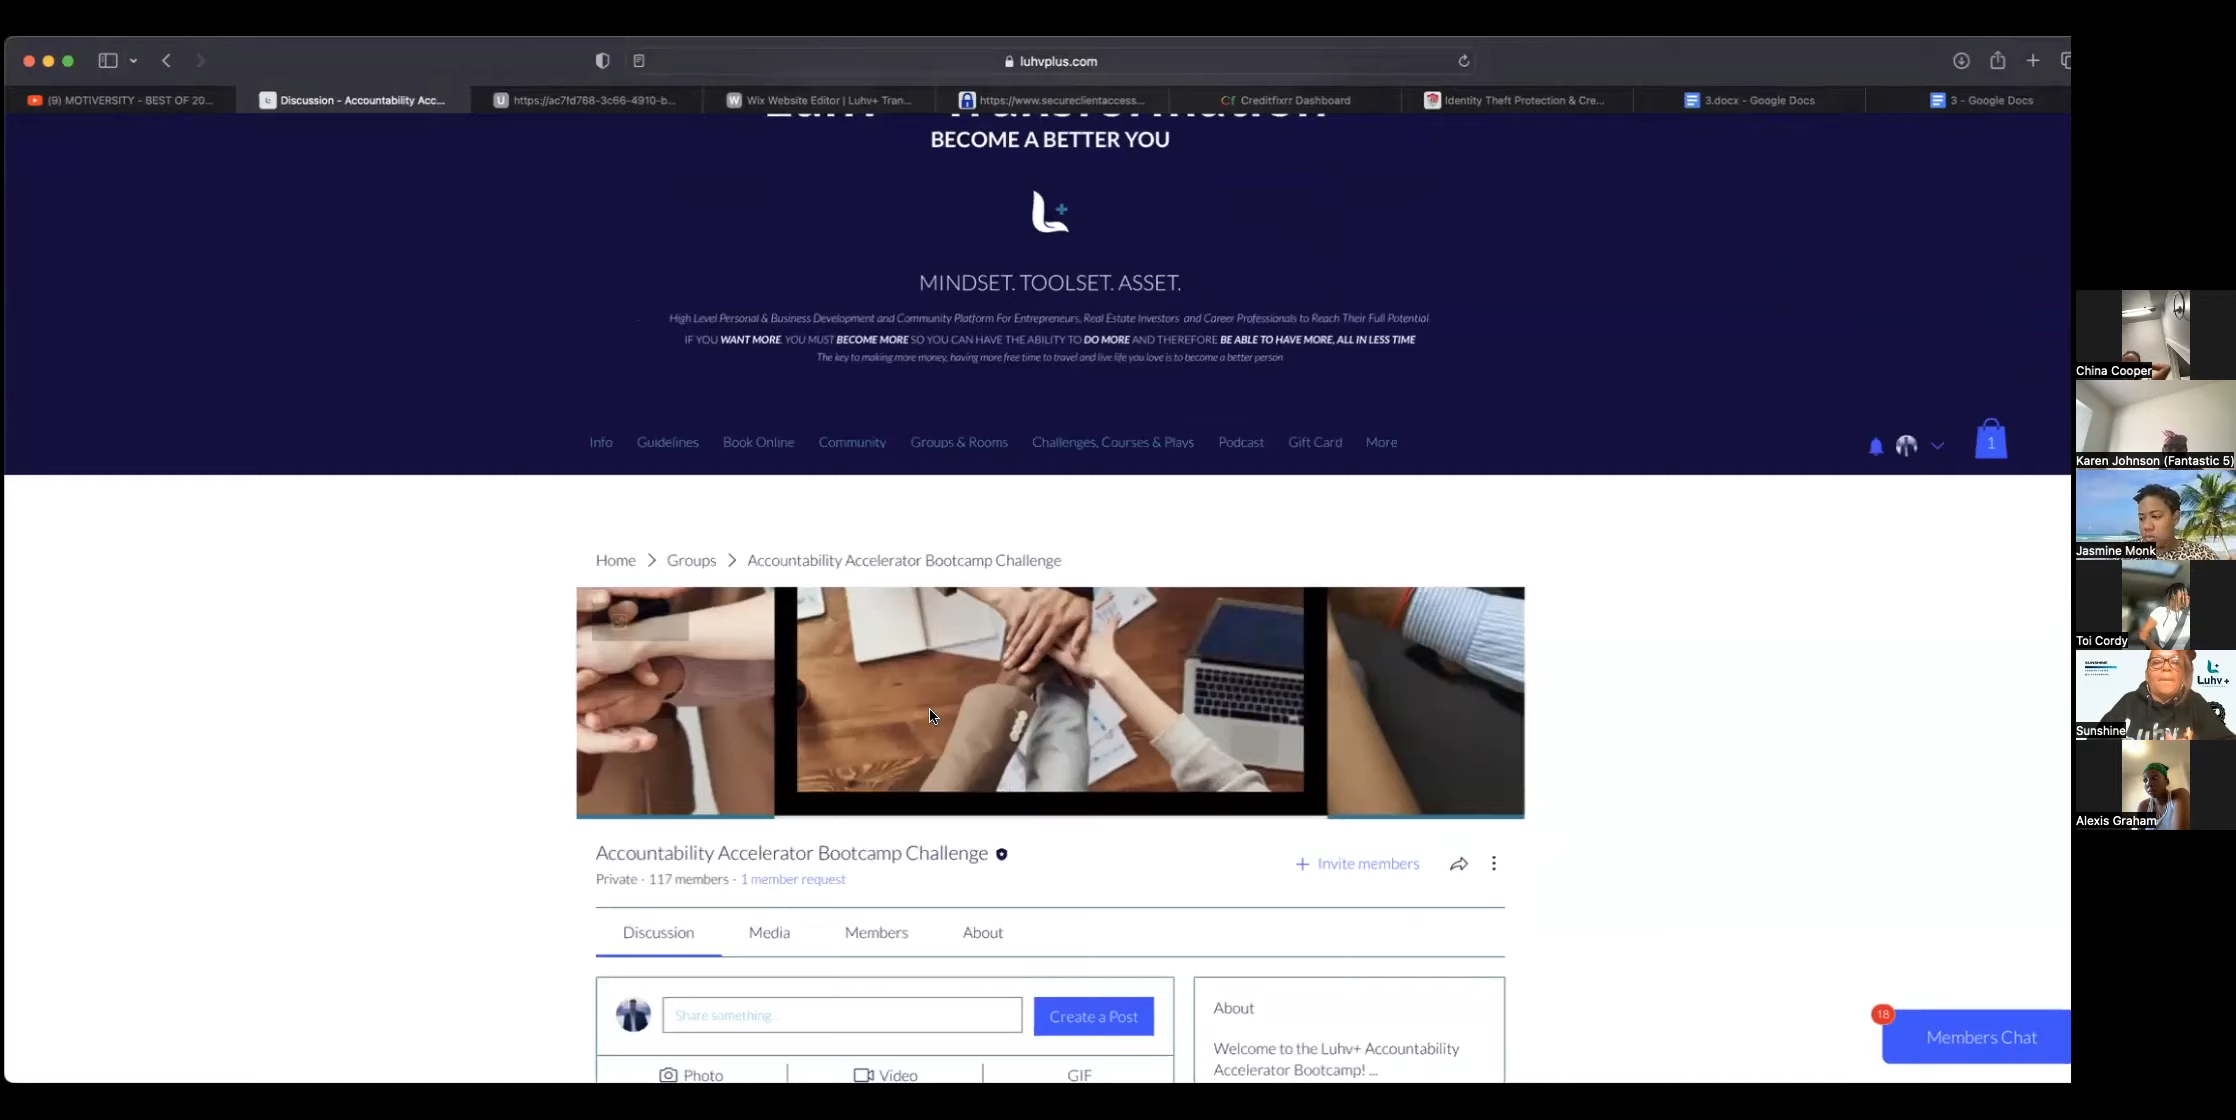 luhvplus.com
(9) MOTIVERSITY - BEST OF 20...
Discussion - Accountability Acc...
https://ac7fd768-3c66-4910-b...
Wix Website Editor | Luhv+ Tran...
https://www.secureclientaccess...
Creditfixrr Dashboard
Identity Theft Protection & Cre...
3.docx - Google Docs
3 - Google Docs
Luhv+ Transformation
BECOME A BETTER YOU
MINDSET. TOOLSET. ASSET.
High Level Personal & Business Development and Community Platform For Entrepreneurs, Real Estate Investors and Career Professionals to Reach Their Full Potential
IF YOU WANT MORE, YOU MUST BECOME MORE SO YOU CAN HAVE THE ABILITY TO DO MORE AND THEREFORE BE ABLE TO HAVE MORE, ALL IN LESS TIME
The key to making more money, having more free time to travel and live life you love is to become a better person
Info Guidelines Book Online Community Groups & Rooms Challenges, Courses & Plays Podcast Gift Card More
1
Home > Groups > Accountability Accelerator Bootcamp Challenge
Accountability Accelerator Bootcamp Challenge
Private · 117 members · 1 member request
+ Invite members
Discussion Media Members About
Share something...
Create a Post
Photo Video GIF
About
Welcome to the Luhv+ Accountability
Accelerator Bootcamp! ...
18
Members Chat
China Cooper
Karen Johnson (Fantastic 5)
Jasmine Monk
Toi Cordy
SUNSHINE
Luhv+
Sunshine
Alexis Graham